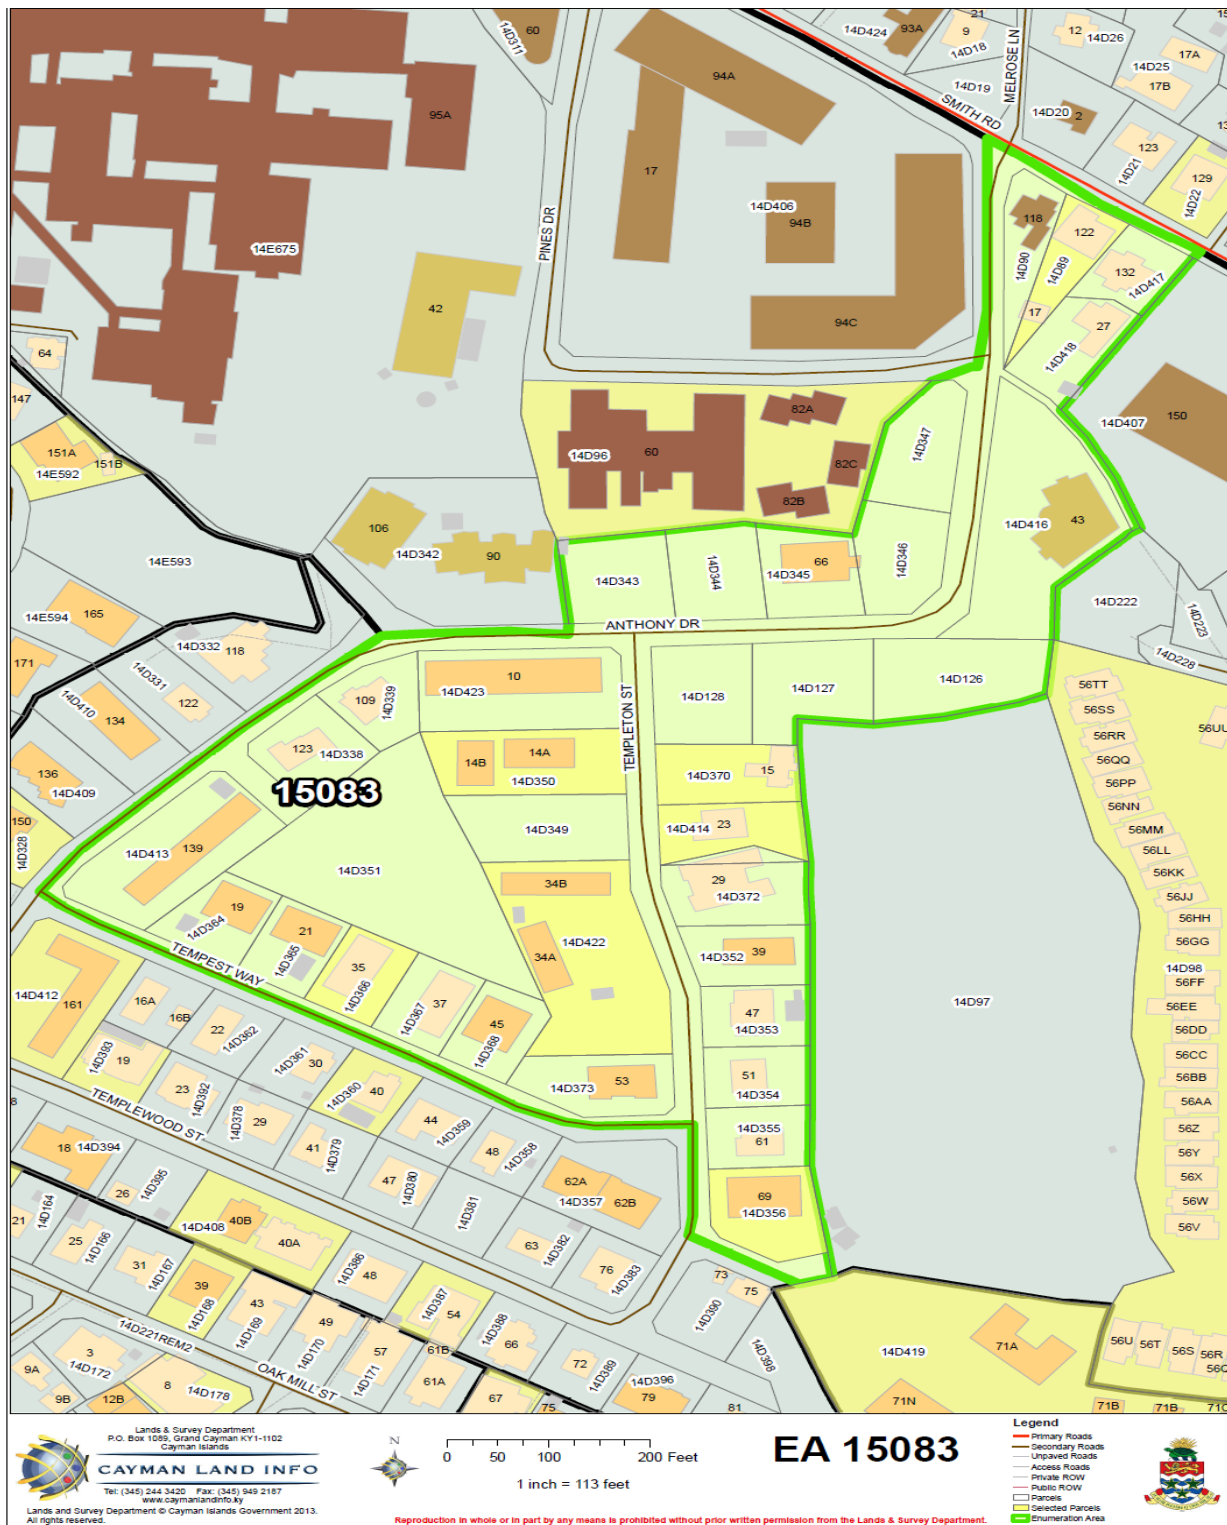 14D311
60
94A
14D424
93A
21
9
14D18
MELROSE LN
12
14D26
17A
14D25
17B
14D19
SMITH RD
14D20
2
123
14D21
129
14D22
95A
17
PINES DR
14D406
94B
94C
14E675
42
118
122
14D90
14D89
132
14D417
17
27
14D418
64
147
151A
151B
14E592
14D96
60
82A
82C
82B
14D347
150
14D407
14D416
43
106
14D342
90
14D343
14D344
14D345
66
14D346
14E593
14D222
14D223
14D228
14E594
165
171
14D332
118
14D331
122
14D410
134
136
14D409
150
14D328
ANTHONY DR
TEMPLETON ST
10
14D423
109
14D339
123
14D338
15083
14B
14A
14D350
14D349
14D128
14D127
14D126
14D370
15
14D414
23
29
14D372
14D413
139
14D351
34B
34A
14D422
14D352
39
47
14D353
51
14D354
14D355
61
69
14D356
19
14D364
21
14D365
35
14D366
37
14D367
45
14D368
14D373
53
TEMPEST WAY
14D97
56TT
56SS
56RR
56QQ
56PP
56NN
56MM
56LL
56KK
56JJ
56HH
56GG
14D98
56FF
56EE
56DD
56CC
56BB
56AA
56Z
56Y
56X
56W
56V
56UU
14D412
161
16A
16B
22
14D362
14D393
19
23
14D392
14D361
30
14D360
40
14D378
29
TEMPLEWOOD ST
44
14D359
48
14D358
41
14D379
47
14D380
14D381
62A
14D357
62B
63
14D382
76
14D383
18
14D394
26
14D395
14D164
21
25
14D166
31
14D167
14D408
40B
40A
14D386
48
39
14D168
43
14D169
49
14D170
57
14D171
14D387
54
61B
61A
14D388
66
72
14D389
14D396
79
81
67
75
73
75
14D390
14D398
14D221REM2
OAK MILL ST
3
14D172
9A
9B
12B
8
14D178
14D419
71A
71N
71B
71B
56U
56T
56S
56R
Lands & Survey Department
P.O. Box 1089, Grand Cayman KY1-1102
Cayman Islands
CAYMAN LAND INFO
Tel: (345) 244 3420 Fax: (345) 949 2187
www.caymanlandinfo.ky
Lands and Survey Department © Cayman Islands Government 2013.
All rights reserved.
N
0 50 100 200 Feet
1 inch = 113 feet
EA 15083
Reproduction in whole or in part by any means is prohibited without prior written permission from the Lands & Survey Department.
Legend
Primary Roads
Secondary Roads
Unpaved Roads
Access Roads
Private ROW
Public ROW
Parcels
Selected Parcels
Enumeration Area